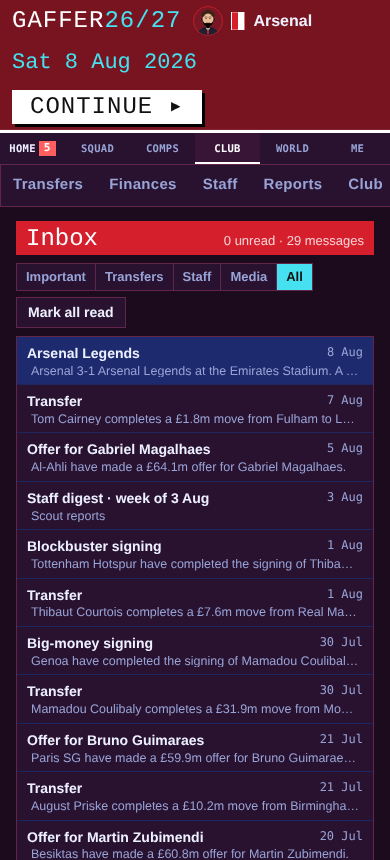 GAFFER26/27 Arsenal
Sat 8 Aug 2026
CONTINUE ▸
HOME 5 SQUAD COMPS CLUB WORLD ME
Transfers Finances Staff Reports Club
Inbox 0 unread · 29 messages
Important Transfers Staff Media All
Mark all read
Arsenal Legends 8 Aug
Arsenal 3-1 Arsenal Legends at the Emirates Stadium. A ...
Transfer 7 Aug
Tom Cairney completes a £1.8m move from Fulham to L...
Offer for Gabriel Magalhaes 5 Aug
Al-Ahli have made a £64.1m offer for Gabriel Magalhaes.
Staff digest · week of 3 Aug 3 Aug
Scout reports
Blockbuster signing 1 Aug
Tottenham Hotspur have completed the signing of Thiba...
Transfer 1 Aug
Thibaut Courtois completes a £7.6m move from Real Ma...
Big-money signing 30 Jul
Genoa have completed the signing of Mamadou Coulibal...
Transfer 30 Jul
Mamadou Coulibaly completes a £31.9m move from Mo...
Offer for Bruno Guimaraes 21 Jul
Paris SG have made a £59.9m offer for Bruno Guimarae...
Transfer 21 Jul
August Priske completes a £10.2m move from Birmingha...
Offer for Martin Zubimendi 20 Jul
Besiktas have made a £60.8m offer for Martin Zubimendi.